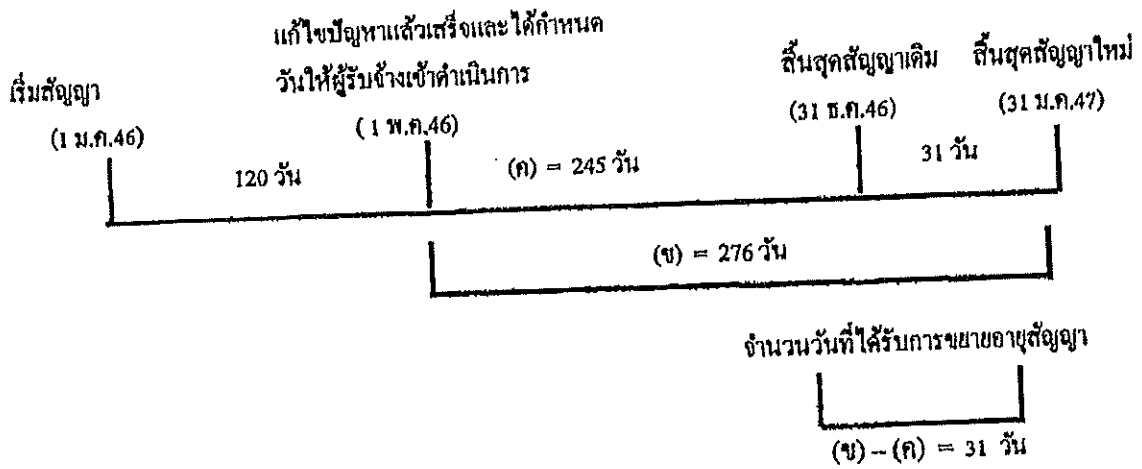 แก้ไขปัญหาแล้วเสร็จและได้กำหนด
วันให้ผู้รับจ้างเข้าดำเนินการ
(1 พ.ค.46)
เริ่มสัญญา
(1 ม.ค.46)
สิ้นสุดสัญญาเดิม
(31 ธ.ค.46)
สิ้นสุดสัญญาใหม่
(31 ม.ค.47)
120 วัน
(ค) = 245 วัน
31 วัน
(ข) = 276 วัน
จำนวนวันที่ได้รับการขยายอายุสัญญา
(ข) – (ค) = 31 วัน